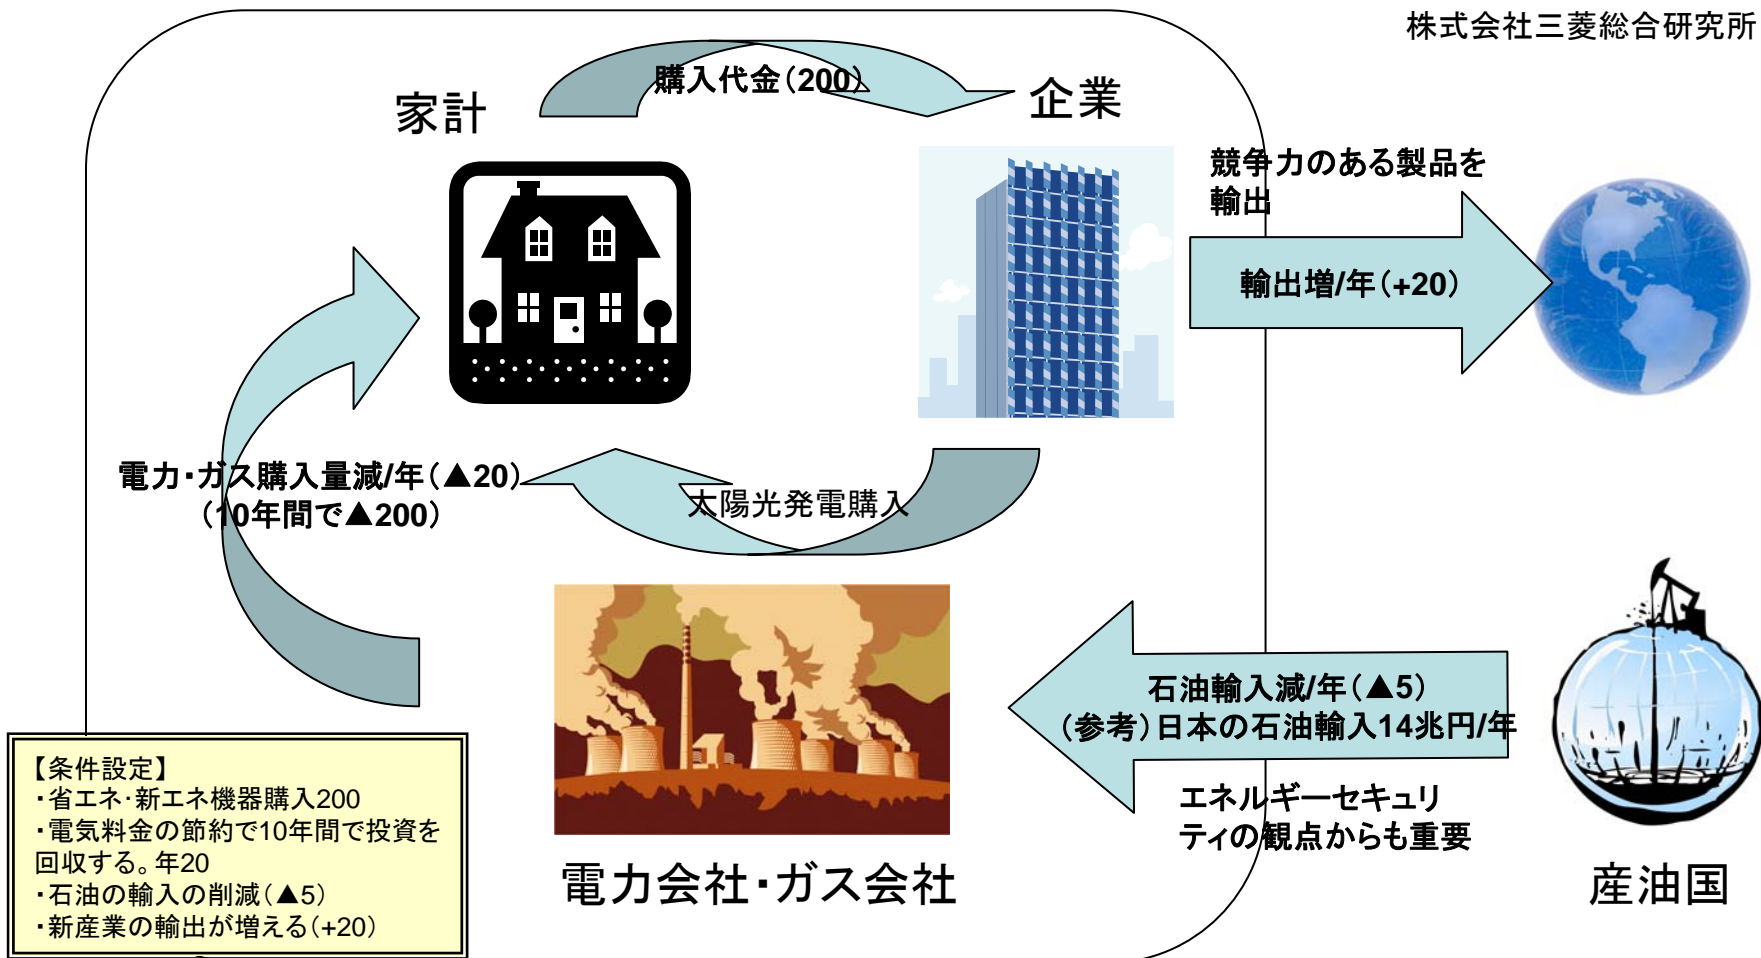 株式会社三菱総合研究所
購入代金（200）
家計
企業
競争力のある製品を
輸出
輸出増/年（+20）
電力・ガス購入量減/年（▲20）
（10年間で▲200）
太陽光発電購入
石油輸入減/年（▲5）
（参考）日本の石油輸入14兆円/年
エネルギーセキュリ
ティの観点からも重要
【条件設定】
・省エネ・新エネ機器購入200
・電気料金の節約で10年間で投資を
回収する。年20
・石油の輸入の削減（▲5）
・新産業の輸出が増える（+20）
電力会社・ガス会社
産油国